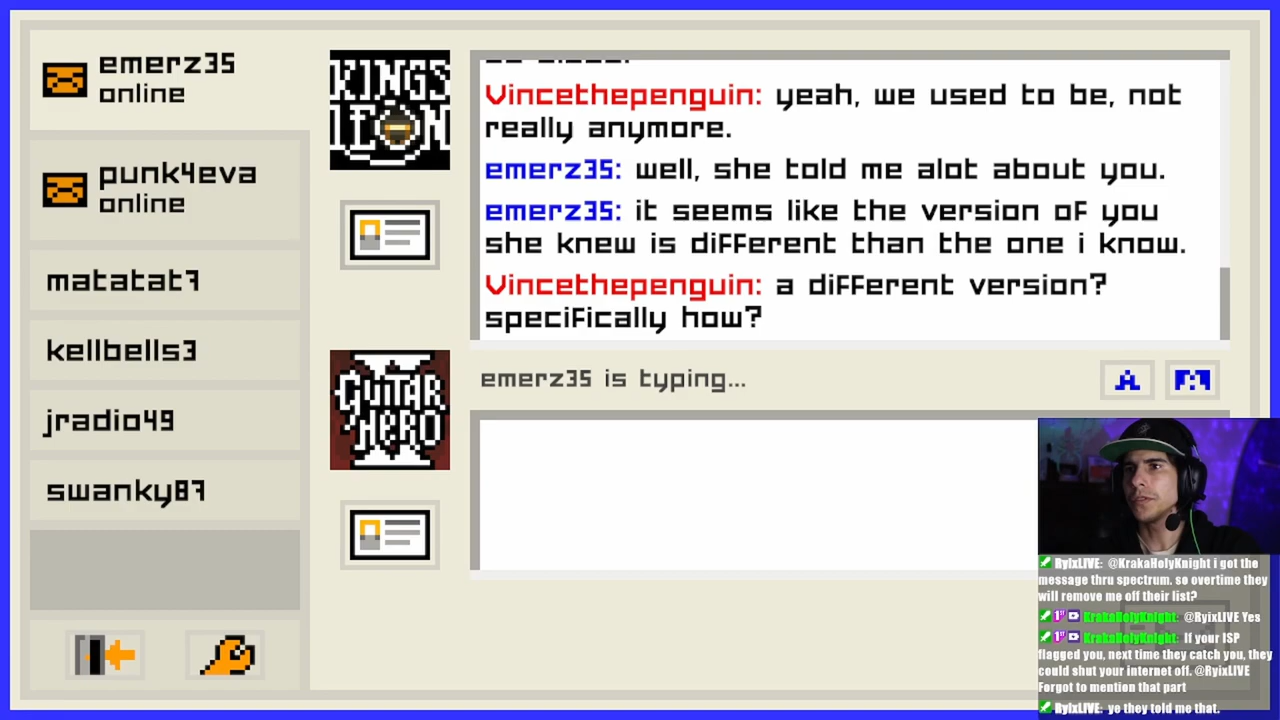 emerz35
online
punk4eva
online
matatat7
kellbells3
jradio49
swanky87
KINGS
LEON
GUITAR
HERO
Vincethepenguin: yeah, we used to be, not
really anymore.
emerz35: well, she told me alot about you.
emerz35: it seems like the version of you
she knew is different than the one i know.
Vincethepenguin: a different version?
specifically how?
emerz35 is typing...
A
RyixLIVE: @KrakaHolyKnight i got the
message thru spectrum. so overtime they
will remove me off their list?
KrakaHolyKnight: @RyixLIVE Yes
KrakaHolyKnight: If your ISP
flagged you, next time they catch you, they
could shut your internet off. @RyixLIVE
Forgot to mention that part
RyixLIVE: ye they told me that.